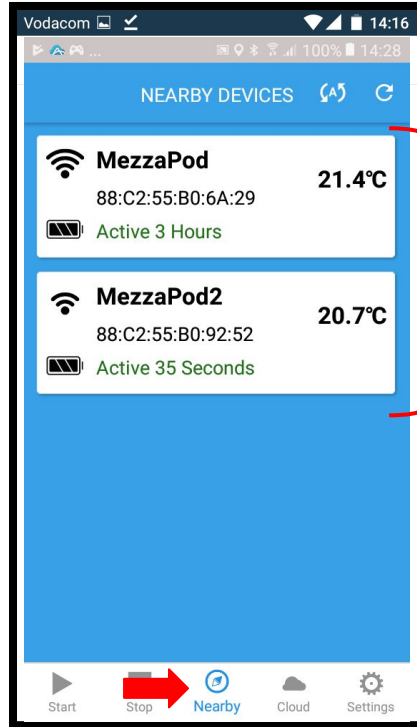 Vodacom 14:16
... 100% 14:28
NEARBY DEVICES A
MezzaPod
21.4°C
88:C2:55:B0:6A:29
Active 3 Hours
MezzaPod2
20.7°C
88:C2:55:B0:92:52
Active 35 Seconds
Start Stop Nearby Cloud Settings